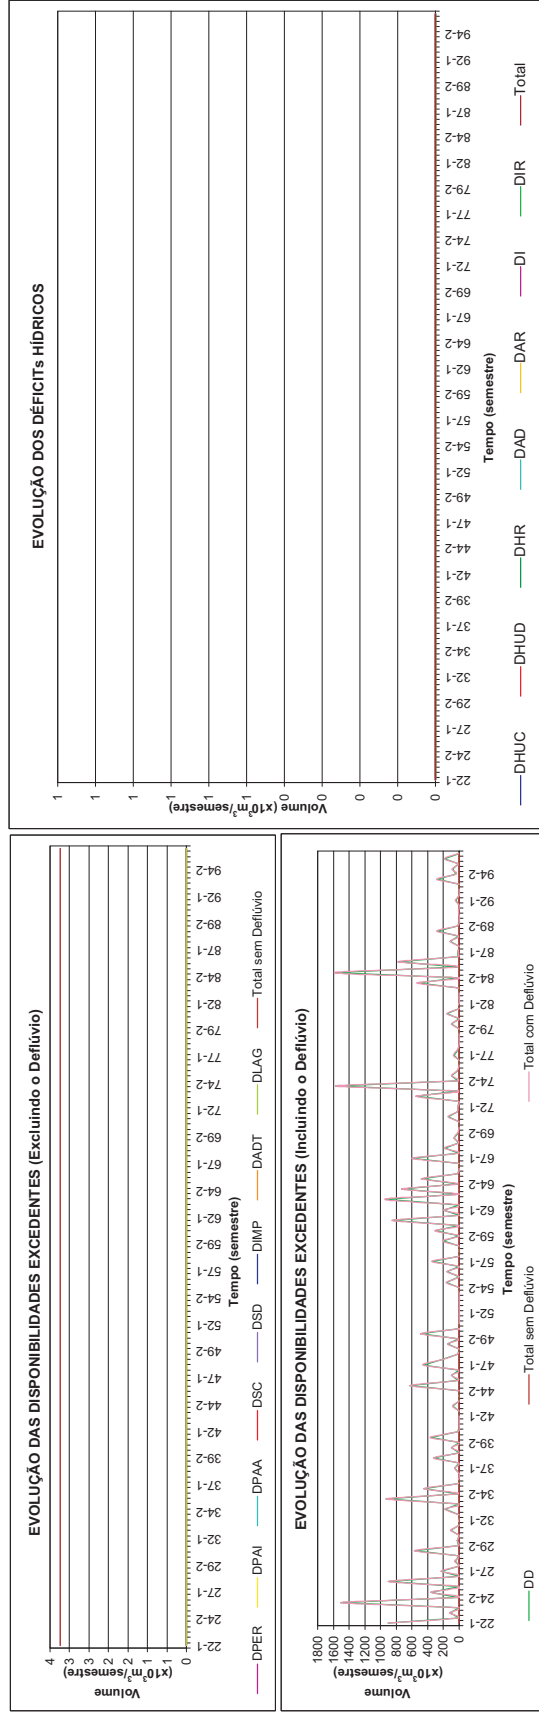 EVOLUÇÃO DAS DISPONIBILIDADES EXCEDENTES (Excluindo o Deflúvio)
Volume
(x10³m³/semestre)
4
3
3
2
2
1
1
0
22-1 24-2 27-1 29-2 32-1 34-2 37-1 39-2 42-1 44-2 47-1 49-2 52-1 54-2 57-1 59-2 62-1 64-2 67-1 69-2 72-1 74-2 77-1 79-2 82-1 84-2 87-1 89-2 92-1 94-2
Tempo (semestre)
DPER DPAI DPAA DSC DSD DIMP DADT DLAG Total sem Deflúvio
EVOLUÇÃO DAS DISPONIBILIDADES EXCEDENTES (Incluindo o Deflúvio)
Volume
(x10³m³/semestre)
1800
1600
1400
1200
1000
800
600
400
200
0
22-1 24-2 27-1 29-2 32-1 34-2 37-1 39-2 42-1 44-2 47-1 49-2 52-1 54-2 57-1 59-2 62-1 64-2 67-1 69-2 72-1 74-2 77-1 79-2 82-1 84-2 87-1 89-2 92-1 94-2
Tempo (semestre)
DD Total sem Deflúvio Total com Deflúvio
EVOLUÇÃO DOS DÉFICITs HÍDRICOS
Volume (x10³m³/semestre)
1
1
1
1
1
1
0
0
0
0
0
22-1 24-2 27-1 29-2 32-1 34-2 37-1 39-2 42-1 44-2 47-1 49-2 52-1 54-2 57-1 59-2 62-1 64-2 67-1 69-2 72-1 74-2 77-1 79-2 82-1 84-2 87-1 89-2 92-1 94-2
Tempo (semestre)
DHUC DHUD DHR DAD DAR DI DIR Total